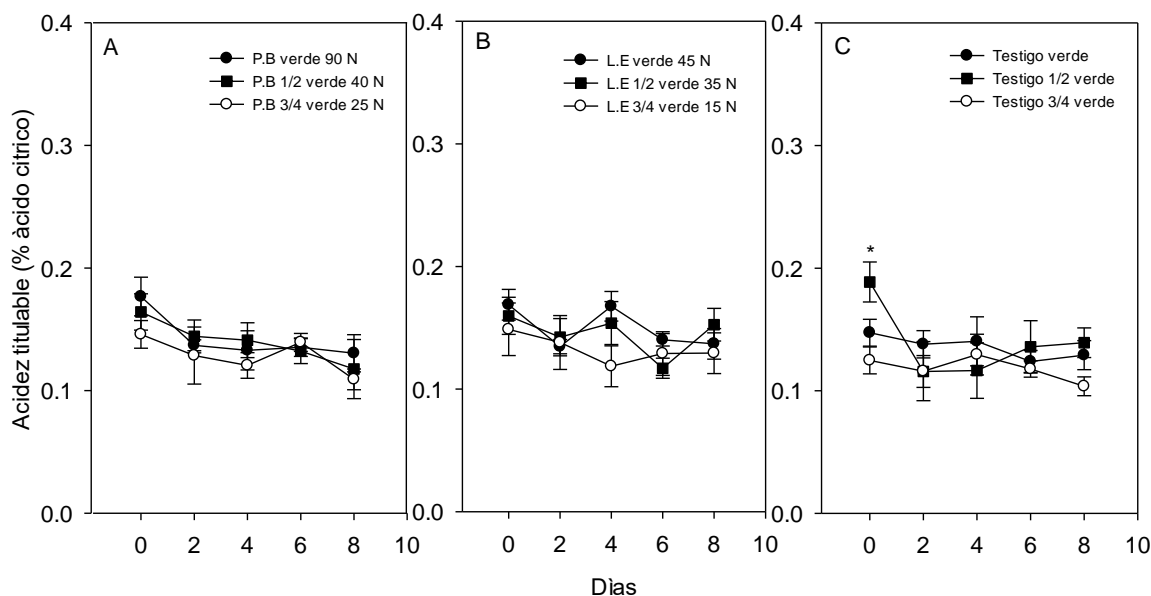 A
P.B verde 90 N
P.B 1/2 verde 40 N
P.B 3/4 verde 25 N
B
L.E verde 45 N
L.E 1/2 verde 35 N
L.E 3/4 verde 15 N
C
Testigo verde
Testigo 1/2 verde
Testigo 3/4 verde
*
Acidez titulable (% àcido citrico)
0.4
0.3
0.2
0.1
0.0
0.4
0.3
0.2
0.1
0.0
0.4
0.3
0.2
0.1
0.0
0 2 4 6 8 10
0 2 4 6 8 10
0 2 4 6 8 10
Dìas